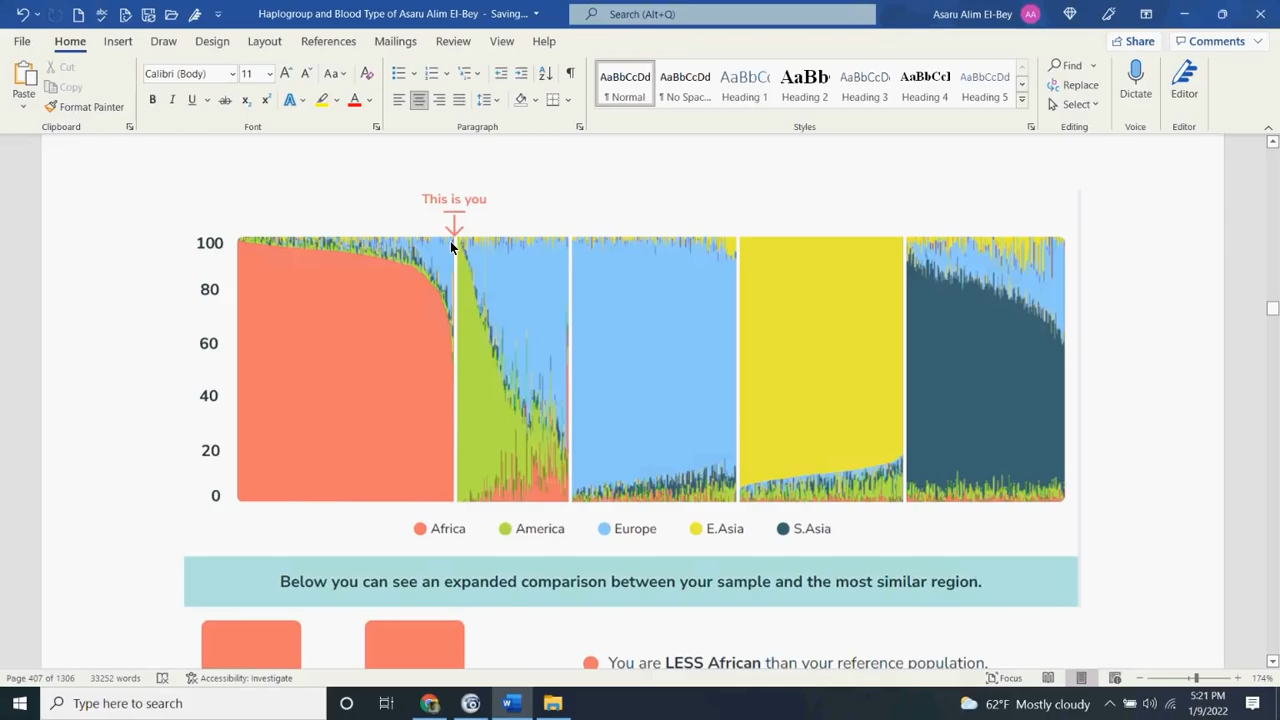 Haplogroup and Blood Type of Asaru Alim El-Bey - Saving...
Search (Alt+Q)
Asaru Alim El-Bey AA
File Home Insert Draw Design Layout References Mailings Review View Help Share Comments
Paste
Cut
Copy
Format Painter
Calibri (Body) 11
AaBbCcDd AaBbCcDd AaBbCc AaBb AaBbCcDd AaBbCcI AaBbCcDd
¶ Normal ¶ No Spac... Heading 1 Heading 2 Heading 3 Heading 4 Heading 5
Find
Replace
Select
Dictate
Editor
Clipboard Font Paragraph Styles Editing Voice Editor
This is you
100
80
60
40
20
0
Africa America Europe E.Asia S.Asia
Below you can see an expanded comparison between your sample and the most similar region.
You are LESS African than your reference population.
Page 407 of 1306 33252 words Accessibility: Investigate Focus 174%
Type here to search
62°F Mostly cloudy
5:21 PM
1/9/2022